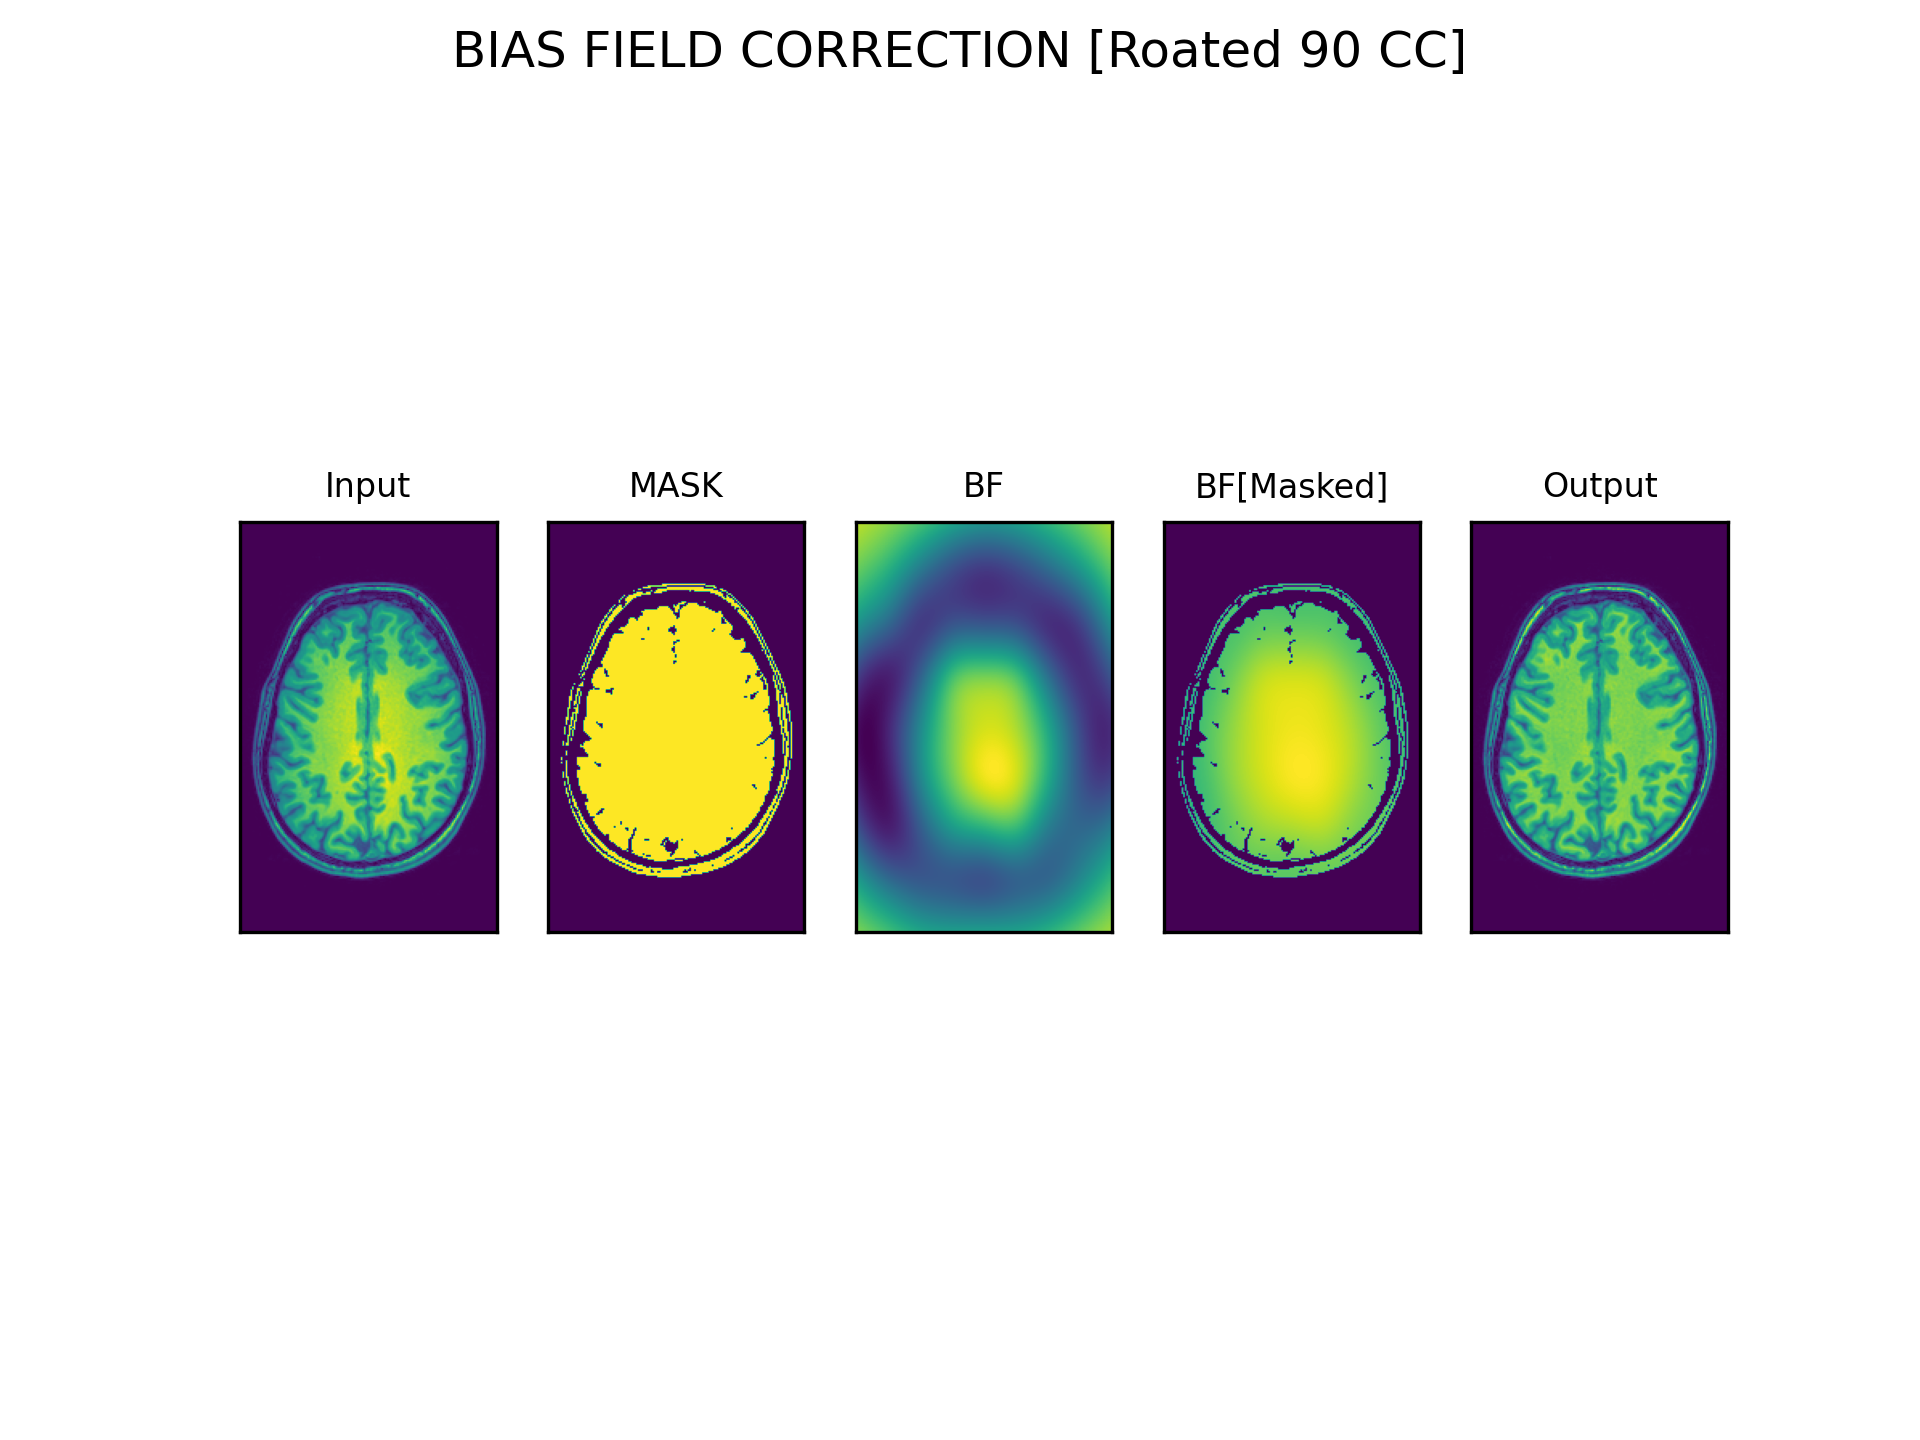 BIAS FIELD CORRECTION [Roated 90 CC]
Input
MASK
BF
BF[Masked]
Output